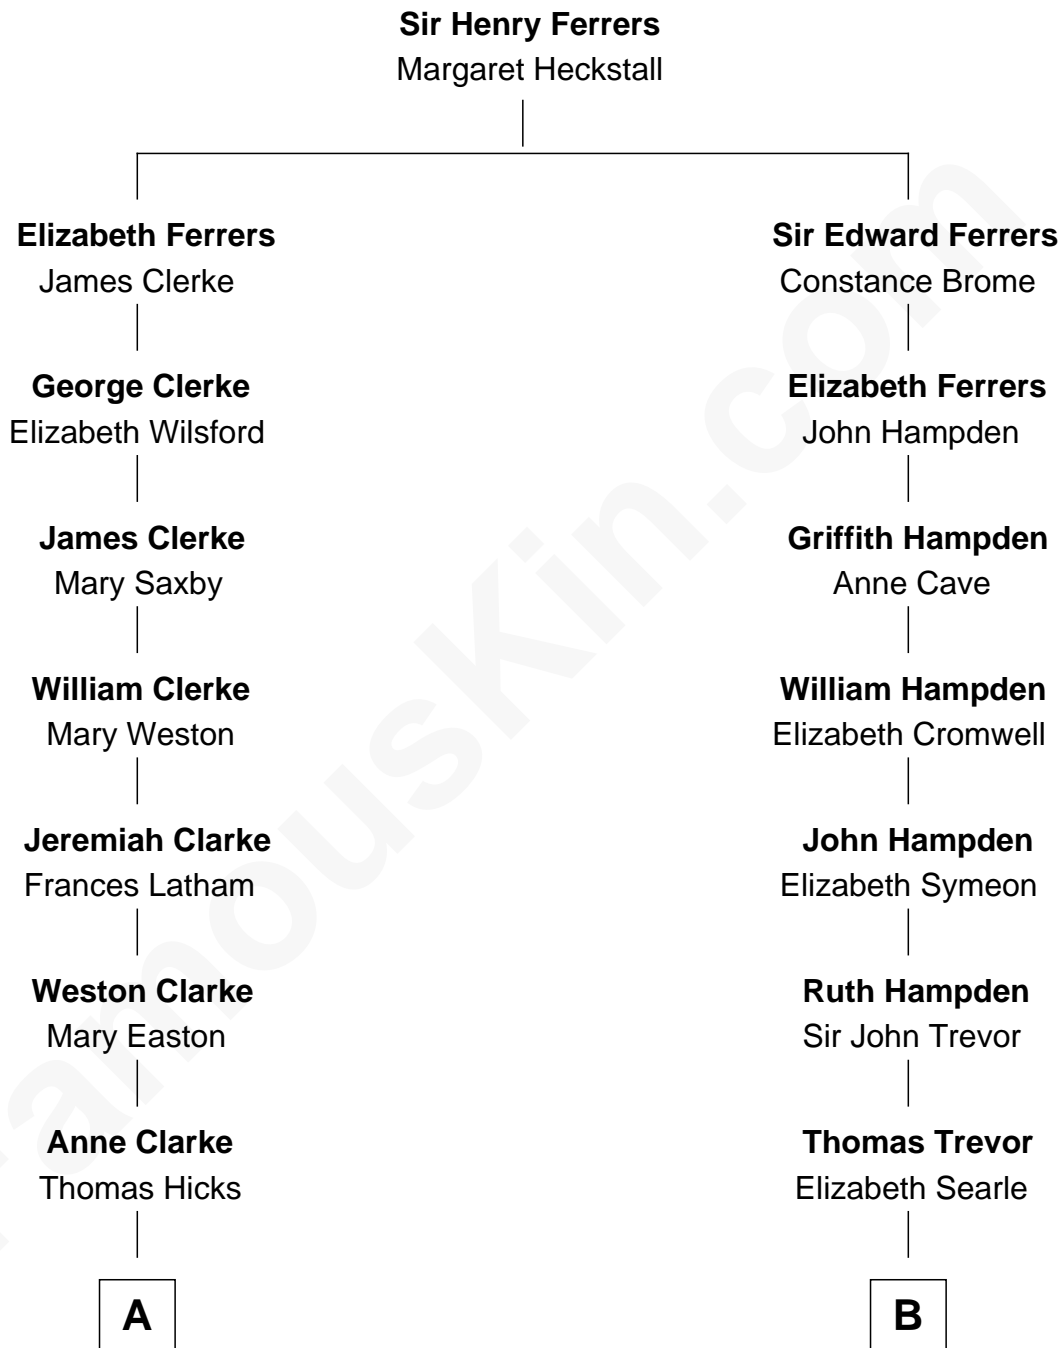 Sir Henry Ferrers
Margaret Heckstall
Elizabeth Ferrers
James Clerke
Sir Edward Ferrers
Constance Brome
George Clerke
Elizabeth Wilsford
Elizabeth Ferrers
John Hampden
James Clerke
Mary Saxby
Griffith Hampden
Anne Cave
William Clerke
Mary Weston
William Hampden
Elizabeth Cromwell
Jeremiah Clarke
Frances Latham
John Hampden
Elizabeth Symeon
Weston Clarke
Mary Easton
Ruth Hampden
Sir John Trevor
Anne Clarke
Thomas Hicks
Thomas Trevor
Elizabeth Searle
A
B
FamousKin.com